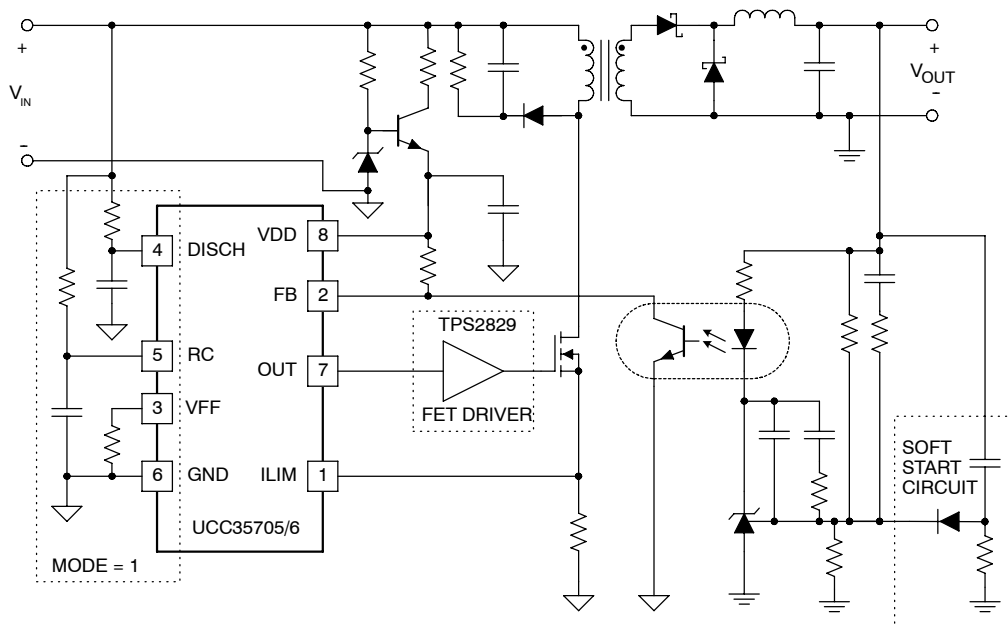 +
VIN
-
+
VOUT
-
4 DISCH
VDD 8
FB 2
TPS2829
5 RC
OUT 7
3 VFF
FET DRIVER
6 GND
ILIM 1
UCC35705/6
MODE = 1
SOFT
START
CIRCUIT